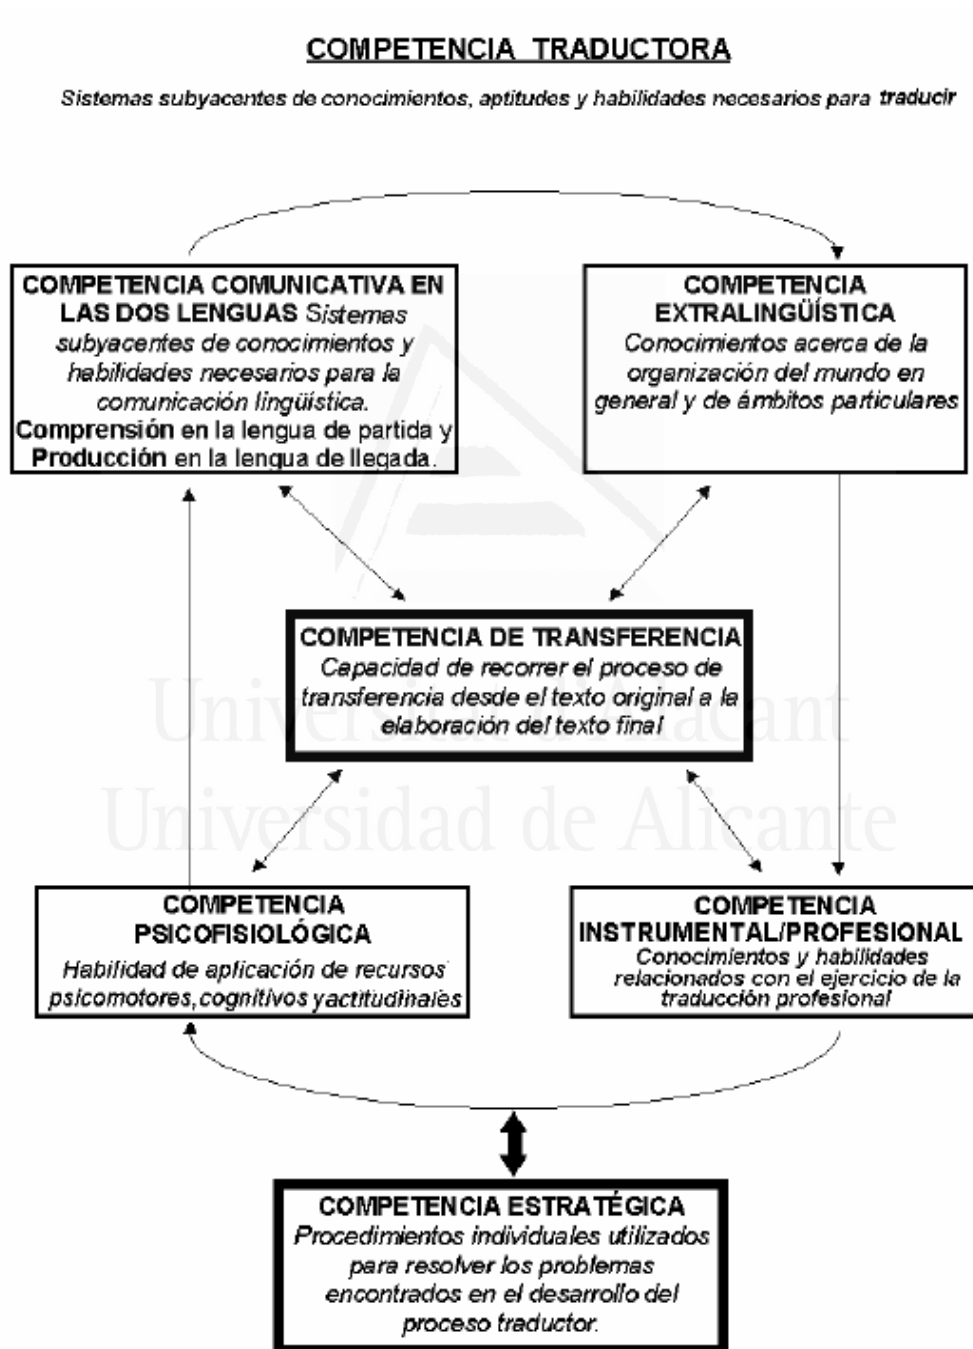 COMPETENCIA TRADUCTORA
Sistemas subyacentes de conocimientos, aptitudes y habilidades necesarios para traducir
COMPETENCIA COMUNICATIVA EN
LAS DOS LENGUAS Sistemas
subyacentes de conocimientos y
habilidades necesarios para la
comunicación lingüística.
Comprensión en la lengua de partida y
Producción en la lengua de llegada.
COMPETENCIA
EXTRALINGÜÍSTICA
Conocimientos acerca de la
organización del mundo en
general y de ámbitos particulares
COMPETENCIA DE TRANSFERENCIA
Capacidad de recorrer el proceso de
transferencia desde el texto original a la
elaboración del texto final
Universitat d'Alacant
Universidad de Alicante
COMPETENCIA
PSICOFISIOLÓGICA
Habilidad de aplicación de recursos
psicomotores, cognitivos yactitudinales
COMPETENCIA
INSTRUMENTAL/PROFESIONAL
Conocimientos y habilidades
relacionados con el ejercicio de la
traducción profesional
COMPETENCIA ESTRATÉGICA
Procedimientos individuales utilizados
para resolver los problemas
encontrados en el desarrollo del
proceso traductor.